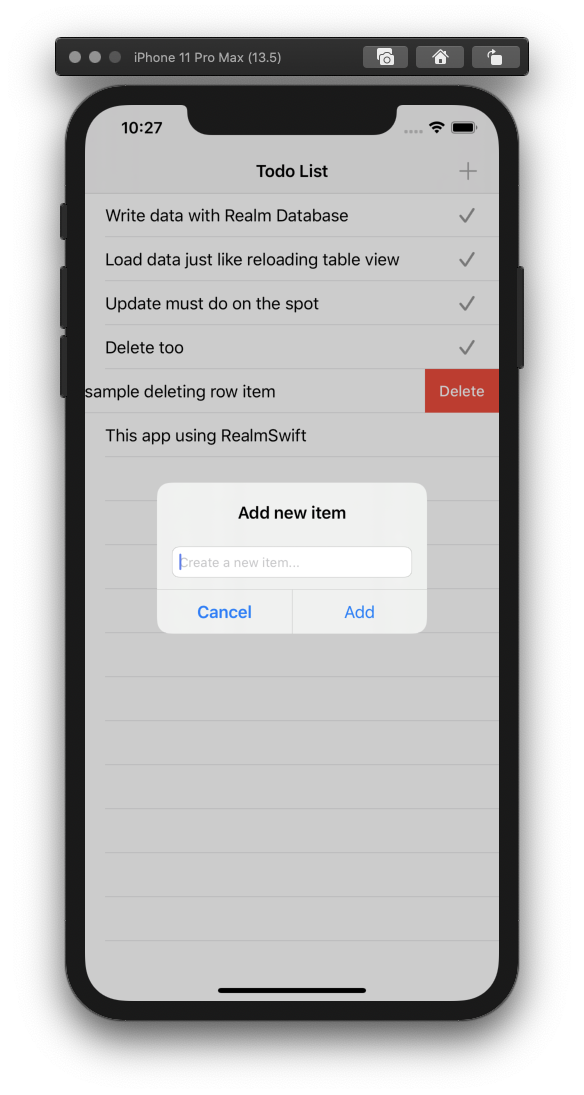 iPhone 11 Pro Max (13.5)
10:27
Todo List
Write data with Realm Database
Load data just like reloading table view
Update must do on the spot
Delete too
sample deleting row item Delete
This app using RealmSwift
Add new item
Create a new item...
Cancel Add